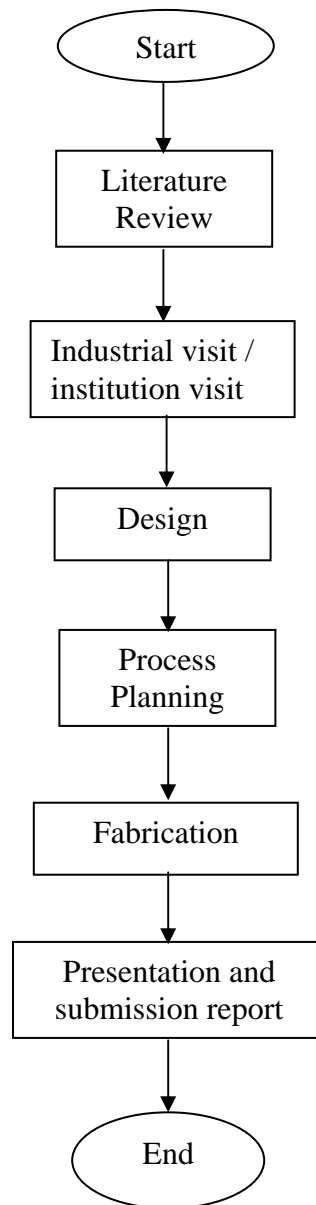 Start
Literature
Review
Industrial visit /
institution visit
Design
Process
Planning
Fabrication
Presentation and
submission report
End